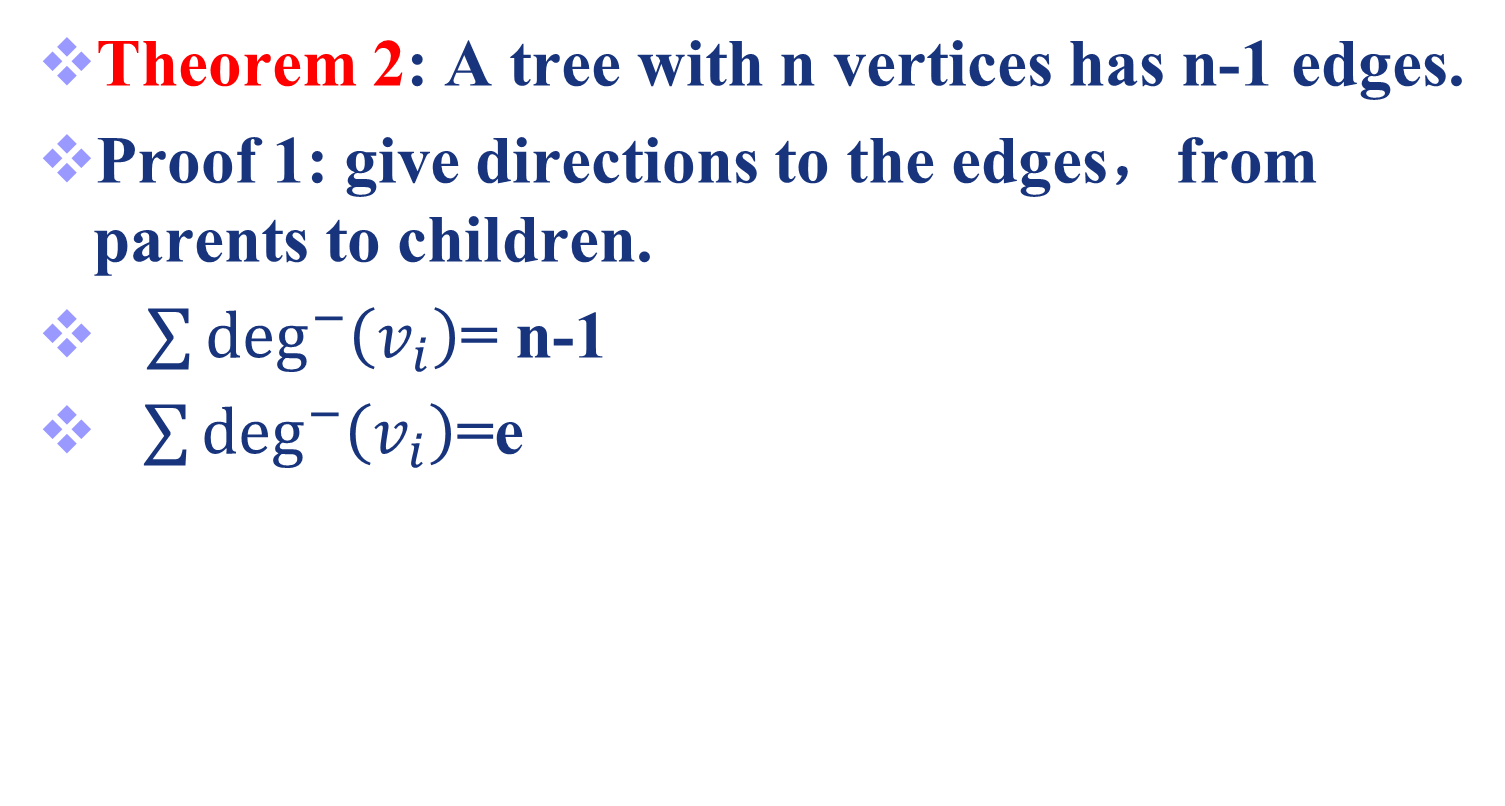 ❖Theorem 2: A tree with n vertices has n-1 edges.
❖Proof 1: give directions to the edges，from
parents to children.
❖ ∑ deg⁻(𝑣ᵢ)= n-1
❖ ∑ deg⁻(𝑣ᵢ)=e